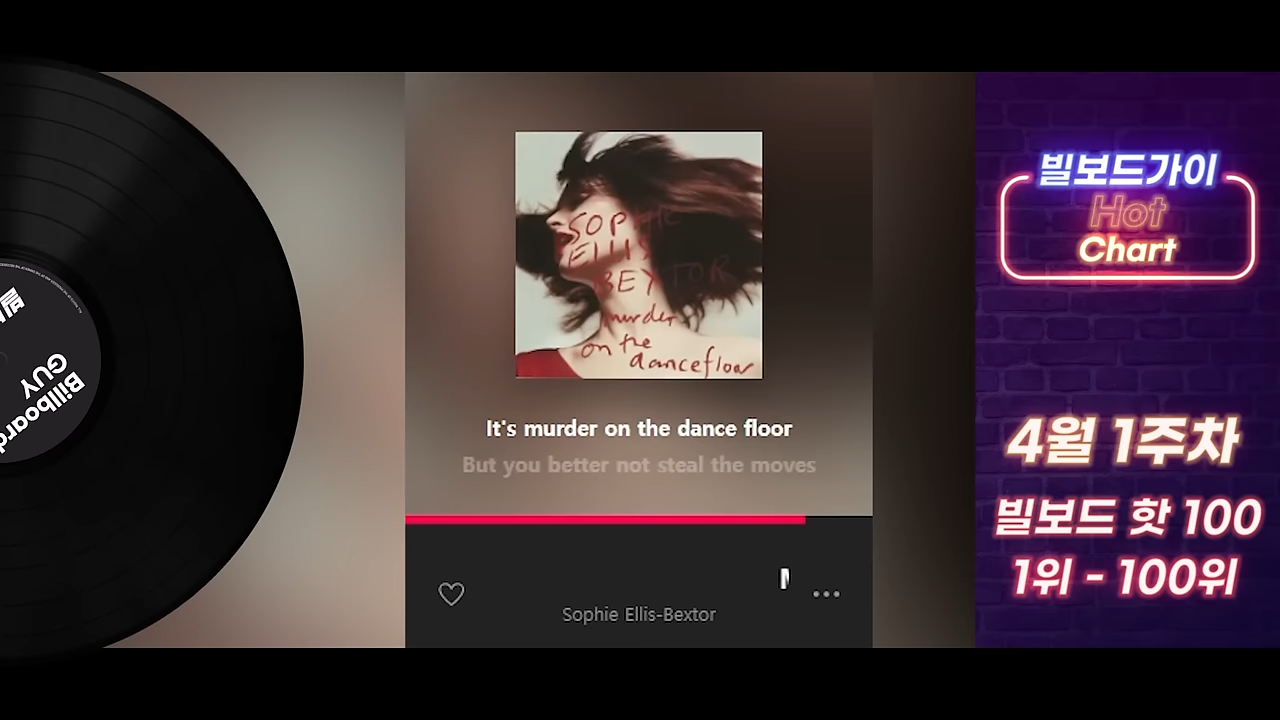 Billboard
GUY
SOPHIE
ELLIS
BEXTOR
murder
on the
dancefloor
It's murder on the dance floor
But you better not steal the moves
Sophie Ellis-Bextor
빌보드가이
Hot
Chart
4월 1주차
빌보드 핫 100
1위 - 100위